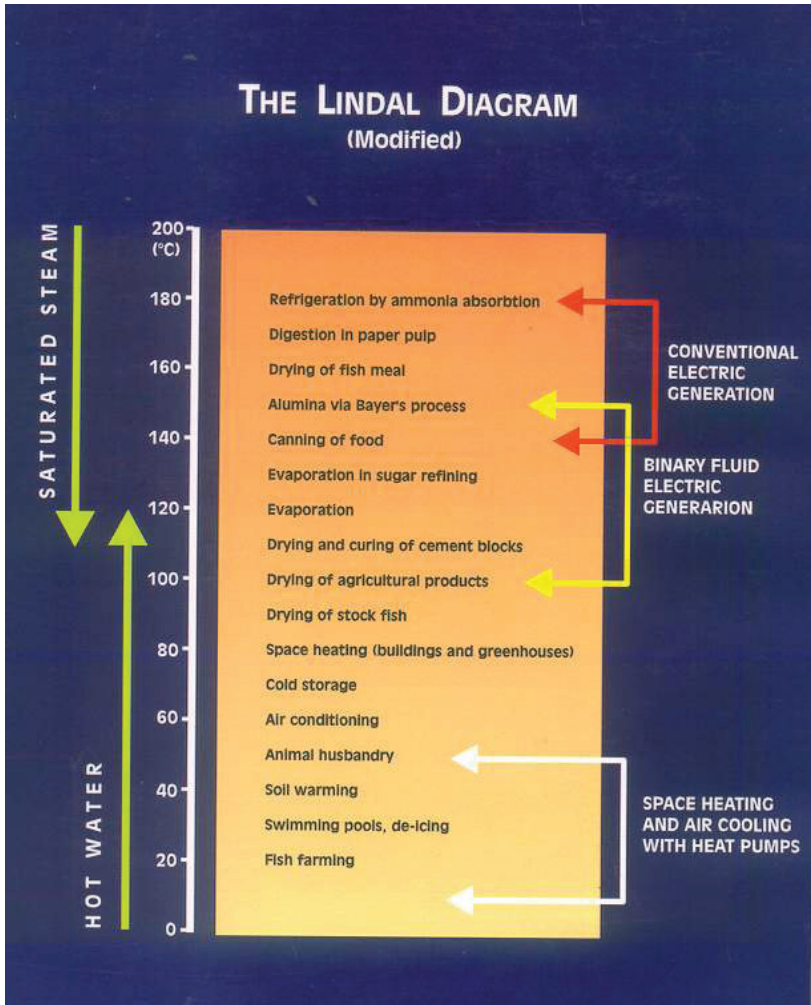 THE LINDAL DIAGRAM
(Modified)
SATURATED STEAM
HOT WATER
200
(°C)
180
160
140
120
100
80
60
40
20
0
Refrigeration by ammonia absorbtion
Digestion in paper pulp
Drying of fish meal
Alumina via Bayer's process
Canning of food
Evaporation in sugar refining
Evaporation
Drying and curing of cement blocks
Drying of agricultural products
Drying of stock fish
Space heating (buildings and greenhouses)
Cold storage
Air conditioning
Animal husbandry
Soil warming
Swimming pools, de-icing
Fish farming
CONVENTIONAL
ELECTRIC
GENERATION
BINARY FLUID
ELECTRIC
GENERARION
SPACE HEATING
AND AIR COOLING
WITH HEAT PUMPS